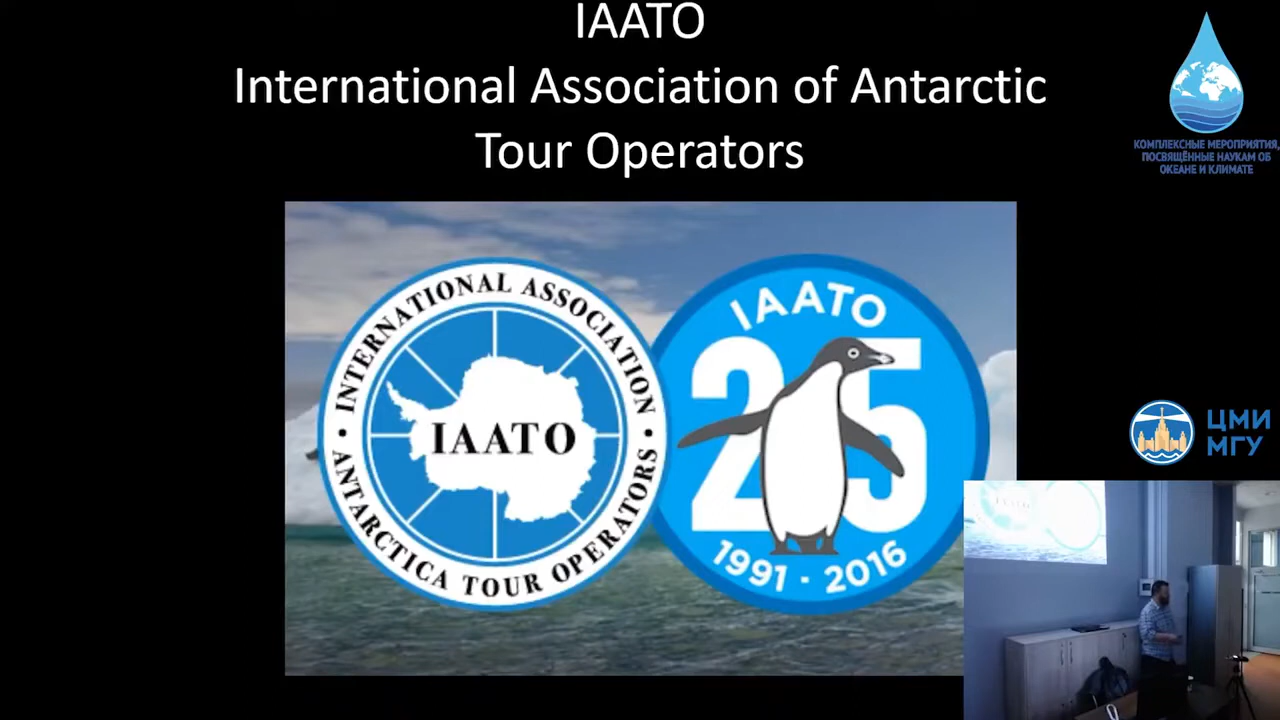 IAATO
International Association of Antarctic
Tour Operators
КОМПЛЕКСНЫЕ МЕРОПРИЯТИЯ,
ПОСВЯЩЁННЫЕ НАУКАМ ОБ
ОКЕАНЕ И КЛИМАТЕ
INTERNATIONAL ASSOCIATION
IAATO
• ANTARCTICA TOUR OPERATORS •
IAATO
25
1991 · 2016
ЦМИ
МГУ
IAATO